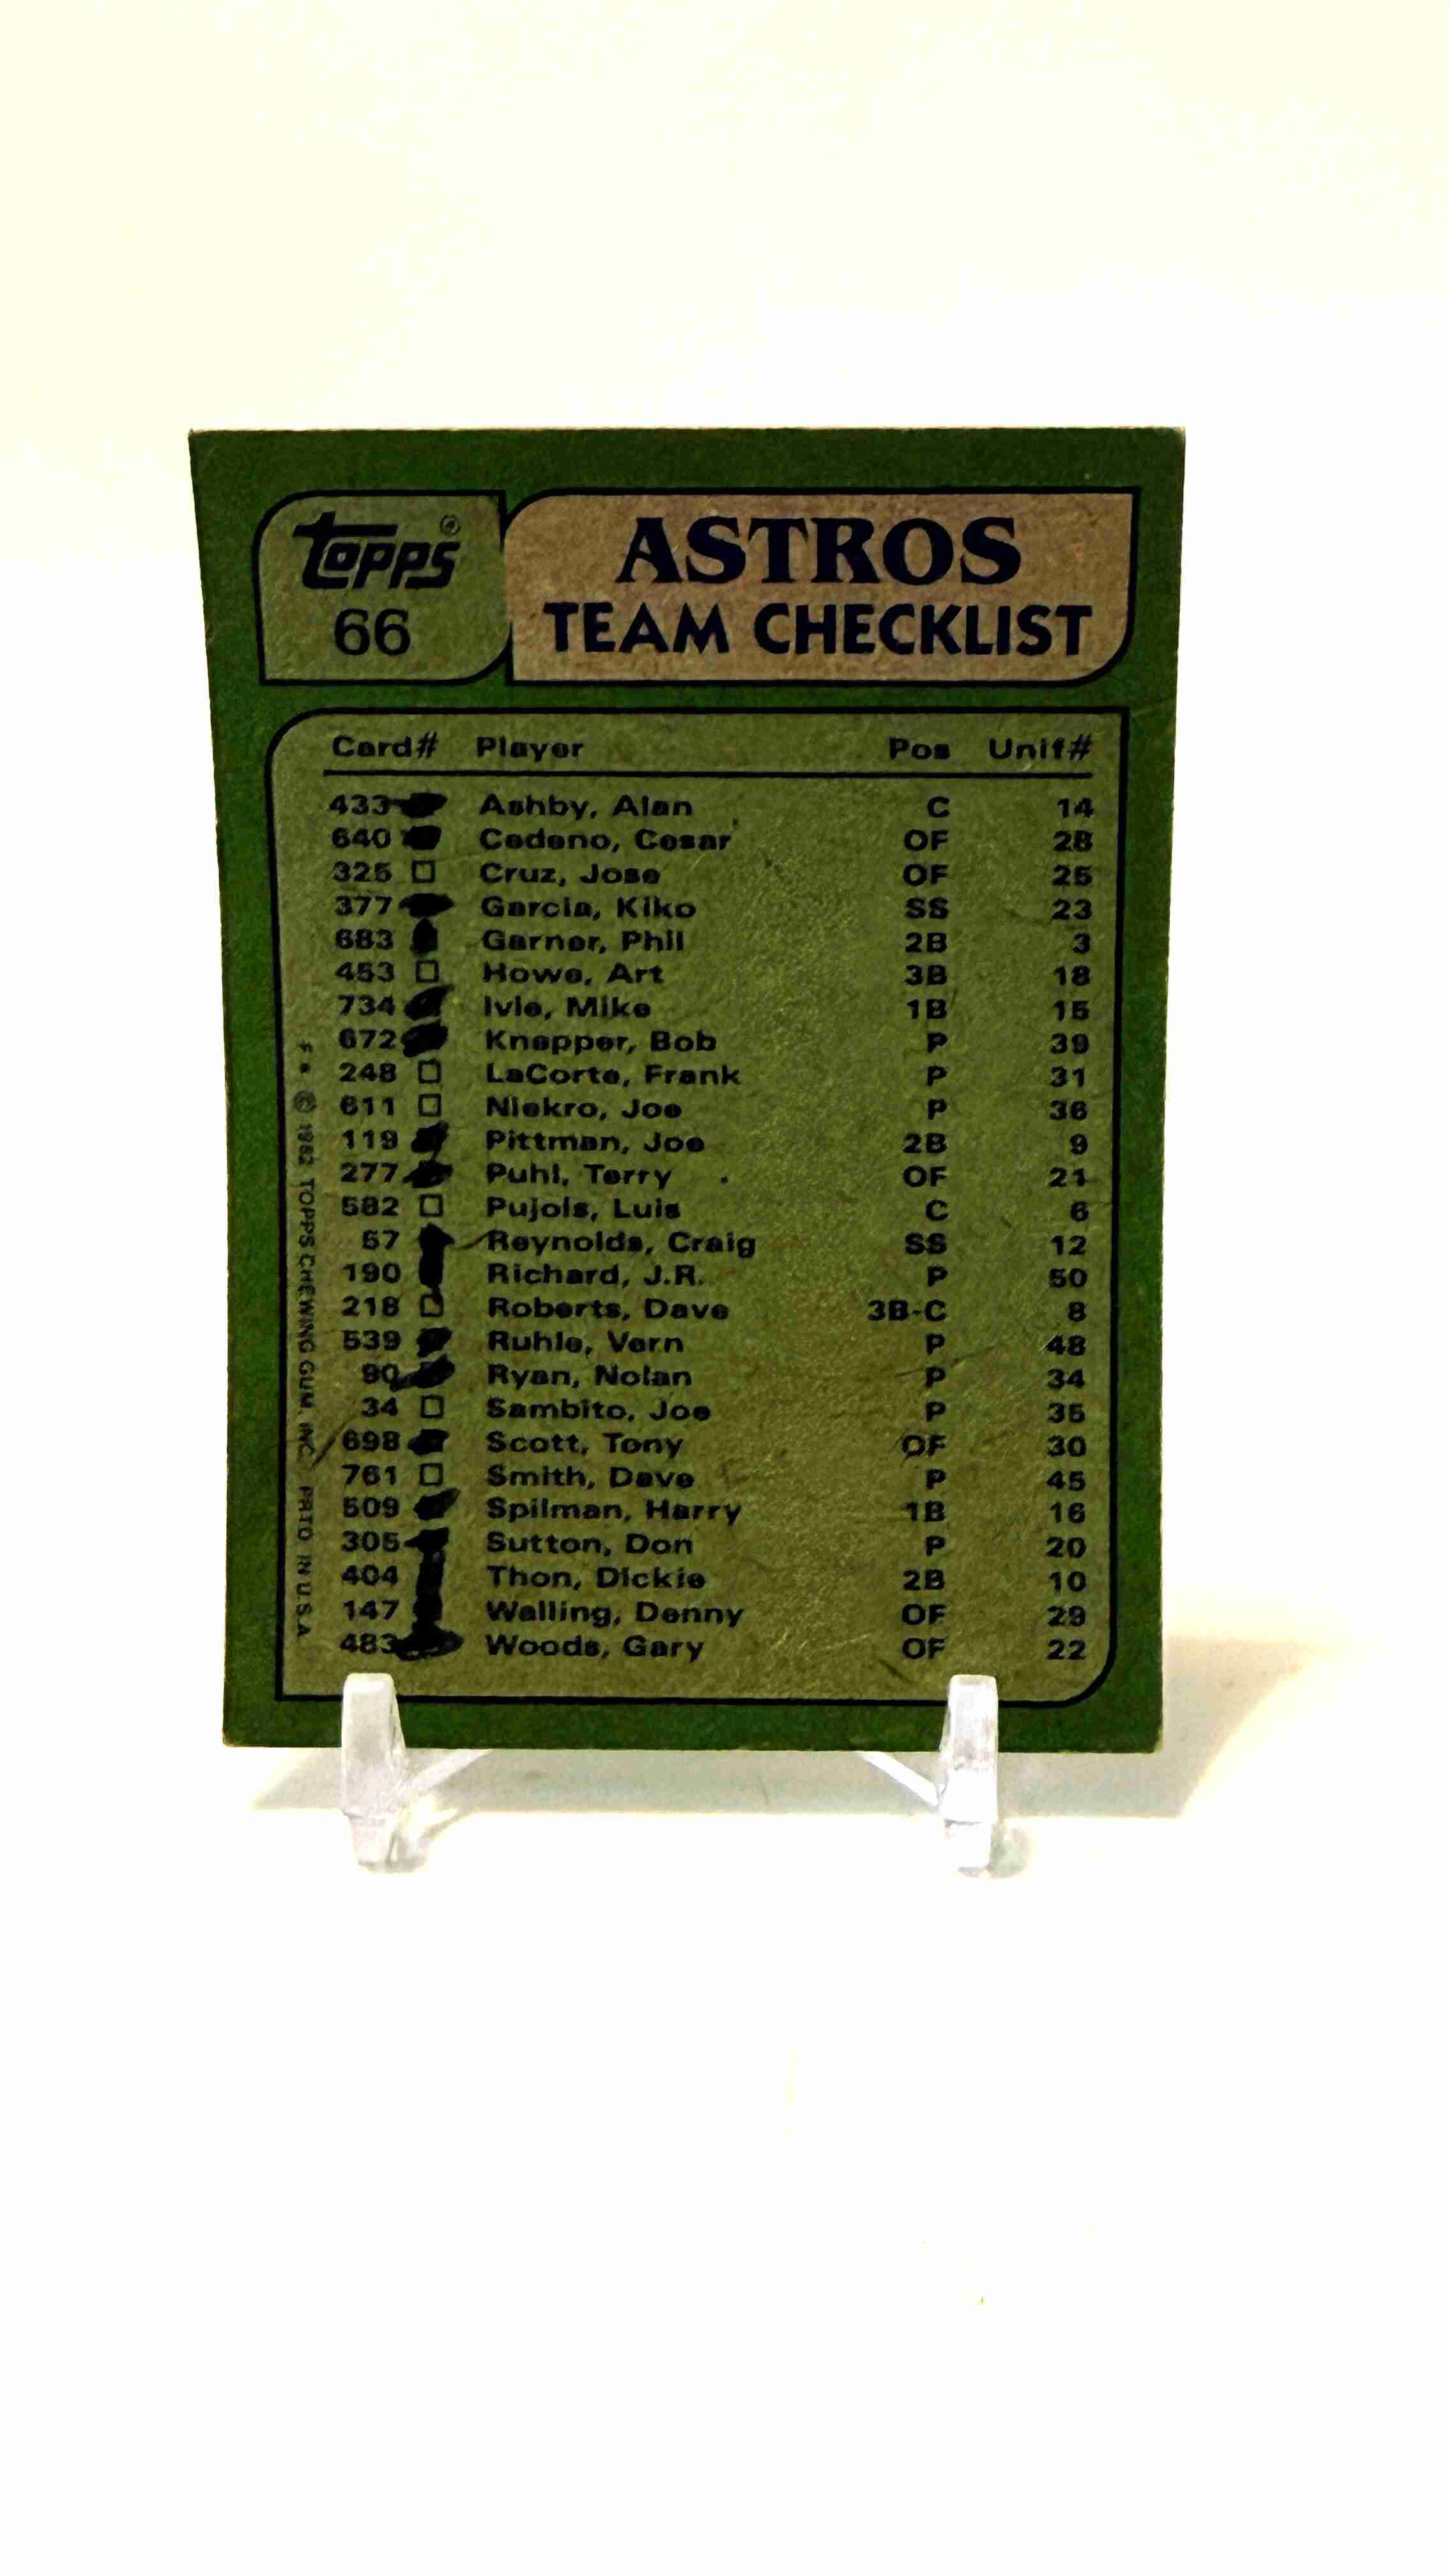 Topps®
66
ASTROS
TEAM CHECKLIST
Card# Player Pos Unif#
433 Ashby, Alan C 14
640 Cedeno, Cesar OF 28
325 Cruz, Jose OF 25
377 Garcia, Kiko SS 23
683 Garner, Phil 2B 3
453 Howe, Art 3B 18
734 Ivie, Mike 1B 15
672 Knepper, Bob P 39
248 LaCorte, Frank P 31
611 Niekro, Joe P 36
119 Pittman, Joe 2B 9
277 Puhl, Terry OF 21
582 Pujols, Luis C 6
57 Reynolds, Craig SS 12
190 Richard, J.R. P 50
218 Roberts, Dave 3B-C 8
539 Ruhle, Vern P 48
90 Ryan, Nolan P 34
34 Sambito, Joe P 35
698 Scott, Tony OF 30
761 Smith, Dave P 45
509 Spilman, Harry 1B 16
305 Sutton, Don P 20
404 Thon, Dickie 2B 10
147 Walling, Denny OF 29
483 Woods, Gary OF 22
F * © 1982 TOPPS CHEWING GUM, INC. PRTD IN U.S.A.